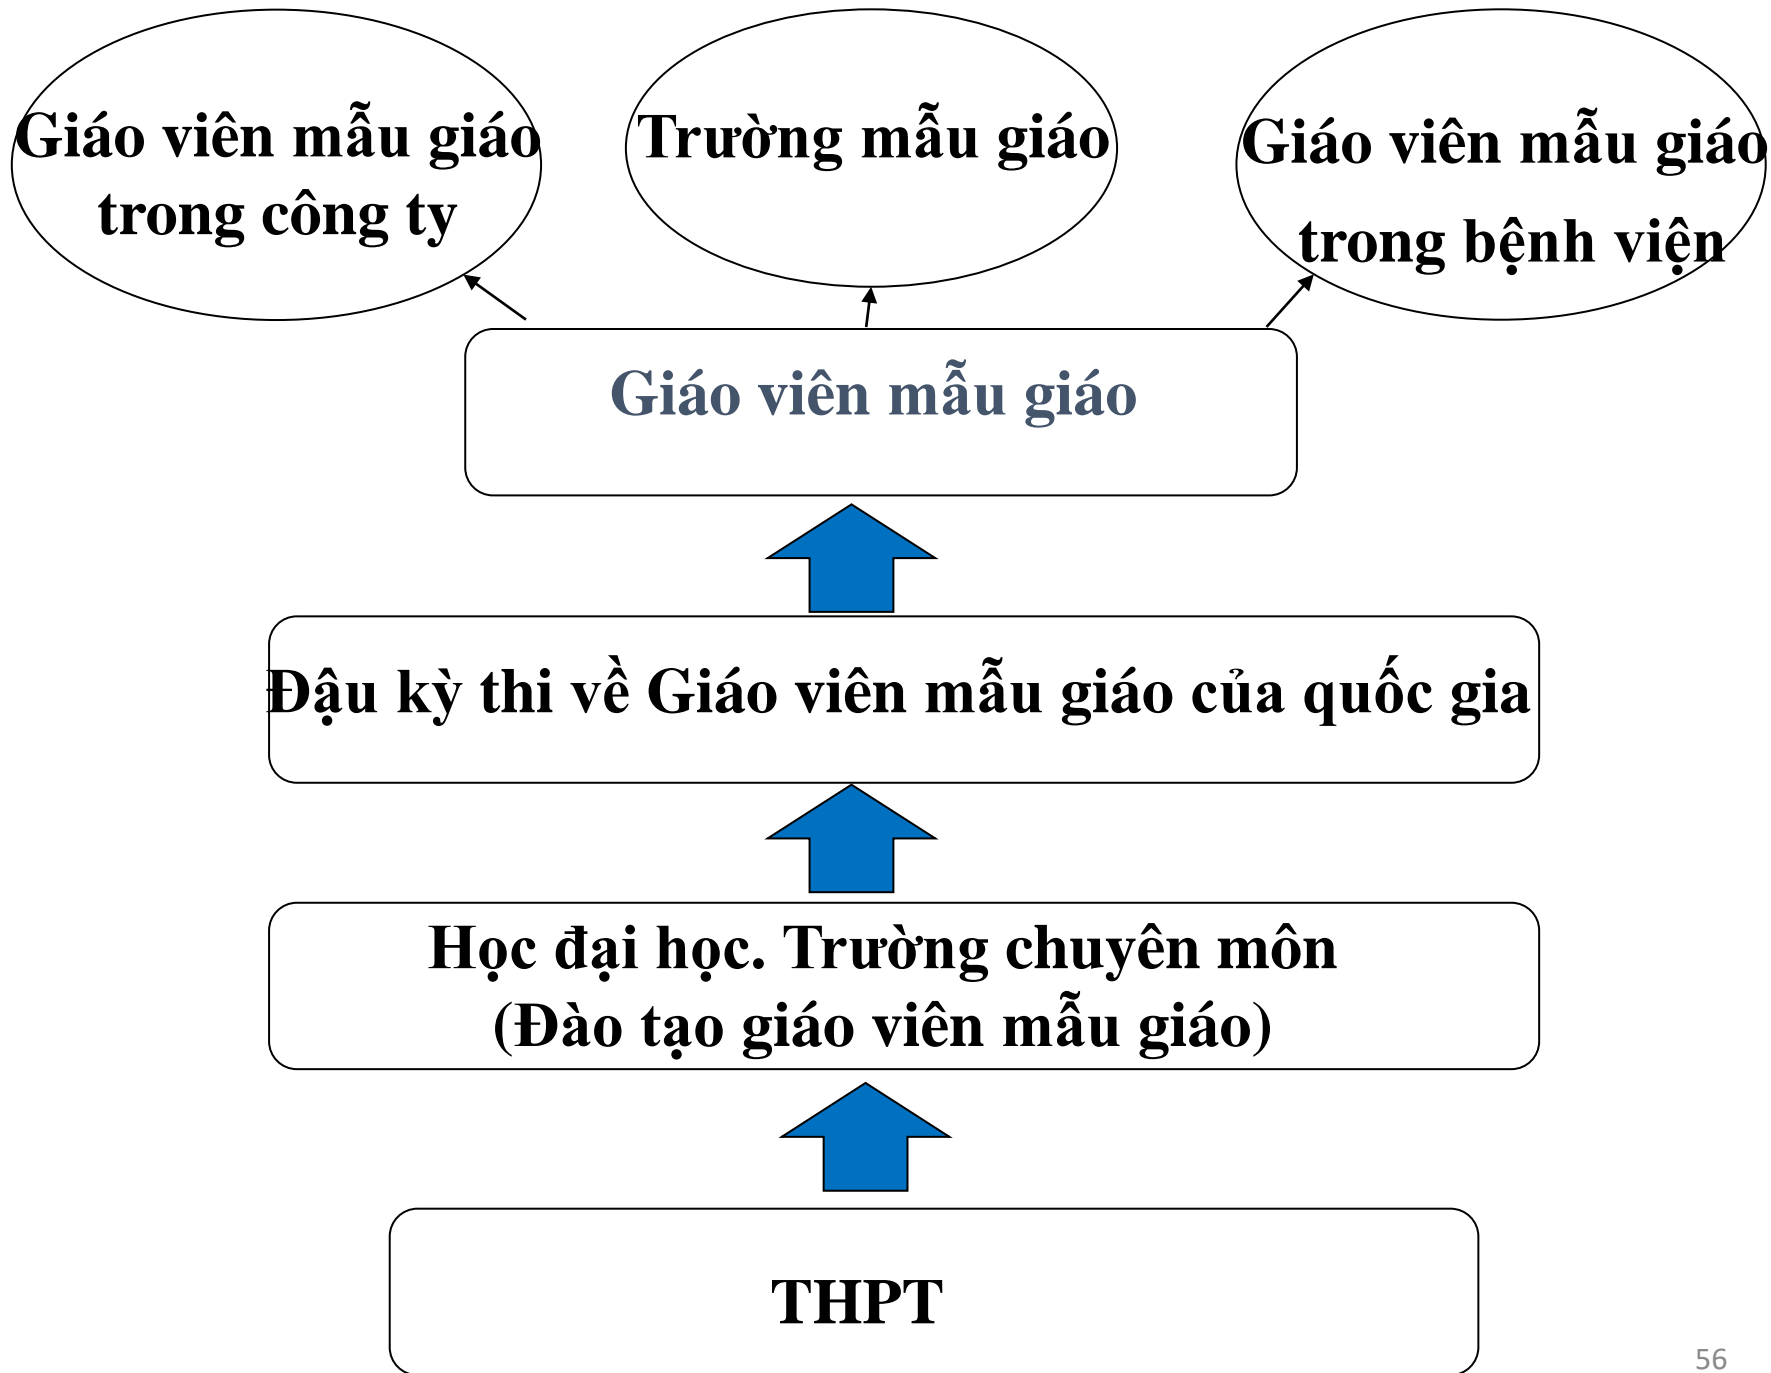 Giáo viên mẫu giáo
trong công ty
Trường mẫu giáo
Giáo viên mẫu giáo
trong bệnh viện
Giáo viên mẫu giáo
Đậu kỳ thi về Giáo viên mẫu giáo của quốc gia
Học đại học. Trường chuyên môn
(Đào tạo giáo viên mẫu giáo)
THPT
56